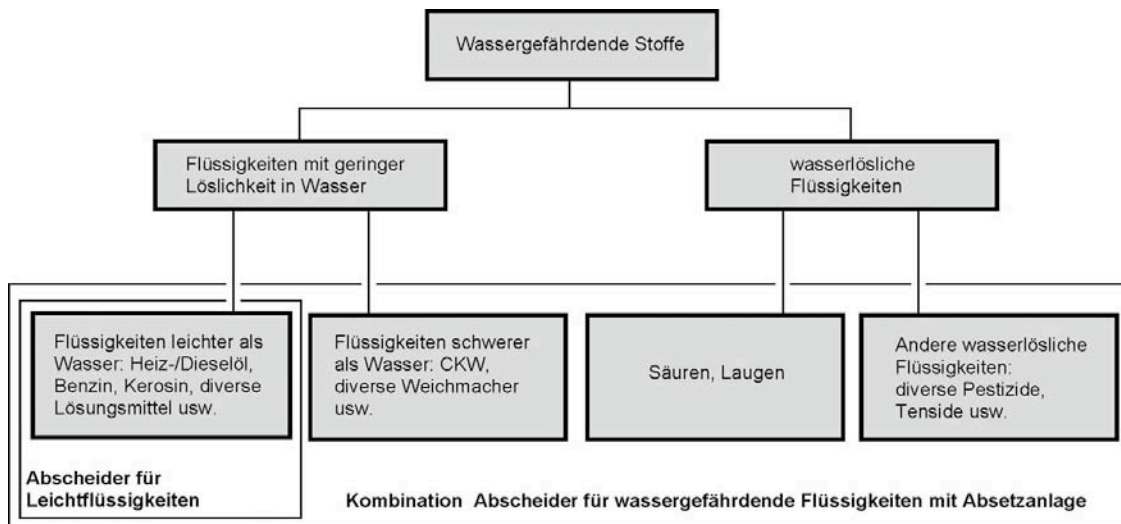 Wassergefährdende Stoffe
Flüssigkeiten mit geringer
Löslichkeit in Wasser
wasserlösliche
Flüssigkeiten
Flüssigkeiten leichter als
Wasser: Heiz-/Dieselöl,
Benzin, Kerosin, diverse
Lösungsmittel usw.
Flüssigkeiten schwerer
als Wasser: CKW,
diverse Weichmacher
usw.
Säuren, Laugen
Andere wasserlösliche
Flüssigkeiten:
diverse Pestizide,
Tenside usw.
Abscheider für
Leichtflüssigkeiten
Kombination Abscheider für wassergefährdende Flüssigkeiten mit Absetzanlage